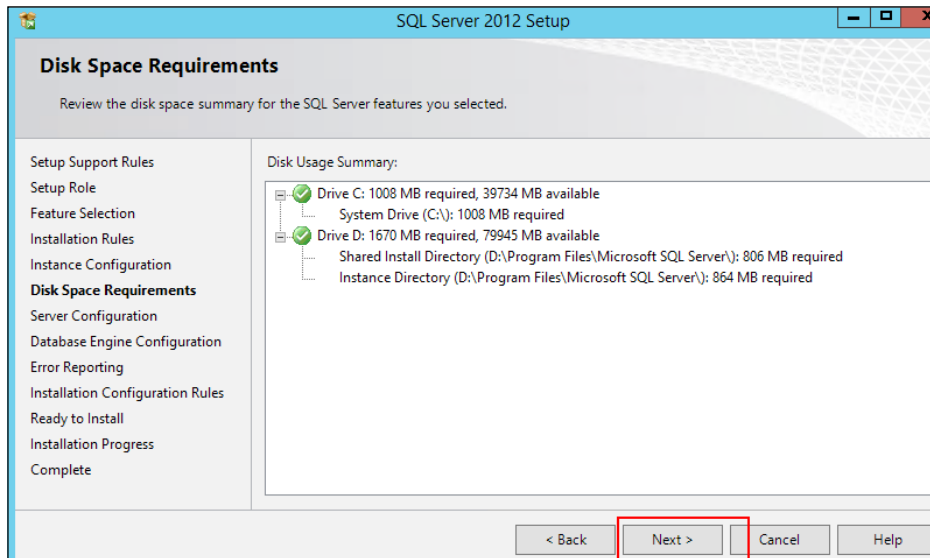 SQL Server 2012 Setup
Disk Space Requirements
Review the disk space summary for the SQL Server features you selected.
Setup Support Rules
Setup Role
Feature Selection
Installation Rules
Instance Configuration
Disk Space Requirements
Server Configuration
Database Engine Configuration
Error Reporting
Installation Configuration Rules
Ready to Install
Installation Progress
Complete
Disk Usage Summary:
Drive C: 1008 MB required, 39734 MB available
System Drive (C:\): 1008 MB required
Drive D: 1670 MB required, 79945 MB available
Shared Install Directory (D:\Program Files\Microsoft SQL Server\): 806 MB required
Instance Directory (D:\Program Files\Microsoft SQL Server\): 864 MB required
< Back Next > Cancel Help